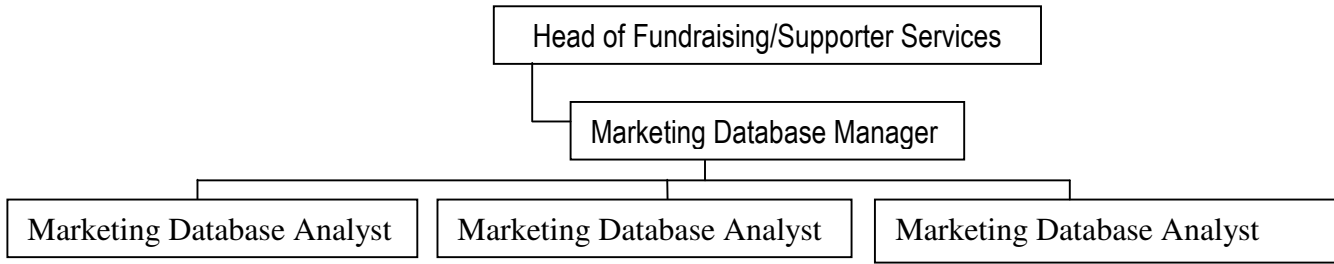 Head of Fundraising/Supporter Services
Marketing Database Manager
Marketing Database Analyst
Marketing Database Analyst
Marketing Database Analyst